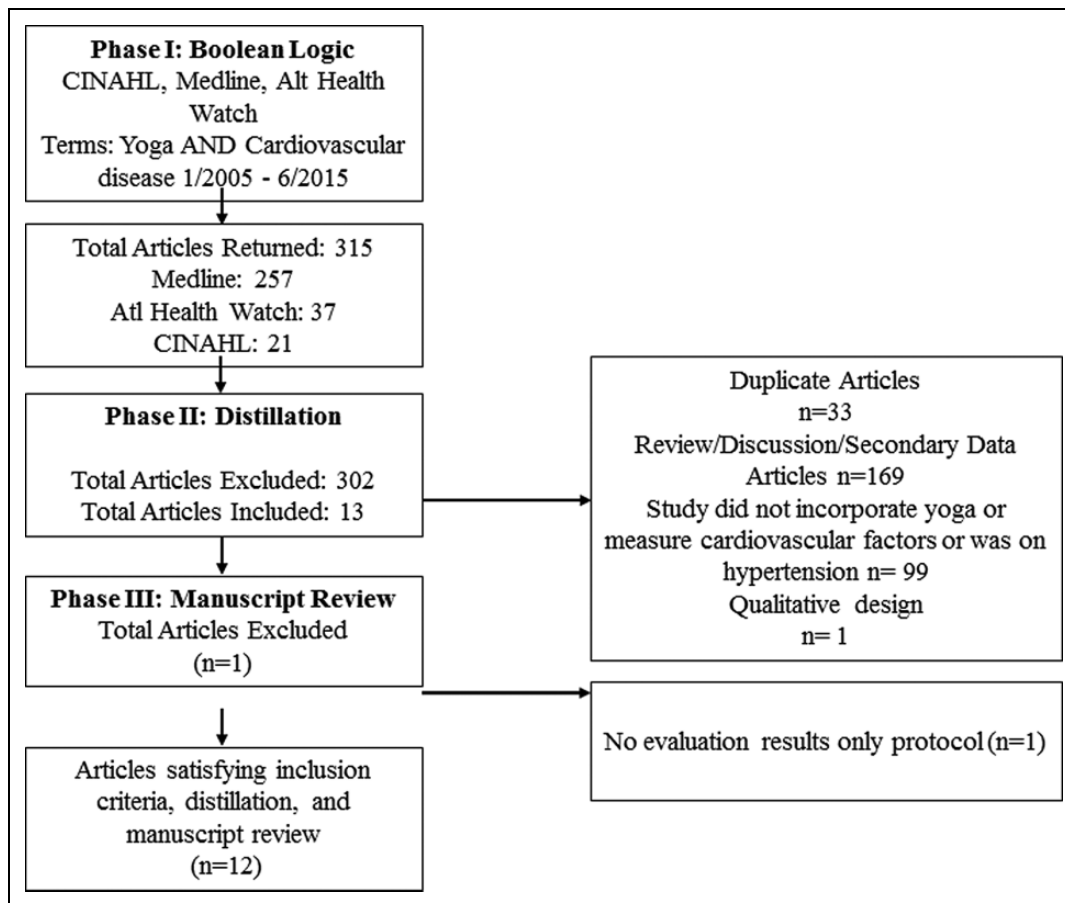 Phase I: Boolean Logic
CINAHL, Medline, Alt Health
Watch
Terms: Yoga AND Cardiovascular
disease 1/2005 - 6/2015
Total Articles Returned: 315
Medline: 257
Atl Health Watch: 37
CINAHL: 21
Phase II: Distillation
Total Articles Excluded: 302
Total Articles Included: 13
Duplicate Articles
n=33
Review/Discussion/Secondary Data
Articles n=169
Study did not incorporate yoga or
measure cardiovascular factors or was on
hypertension n= 99
Qualitative design
n= 1
Phase III: Manuscript Review
Total Articles Excluded
(n=1)
No evaluation results only protocol (n=1)
Articles satisfying inclusion
criteria, distillation, and
manuscript review
(n=12)